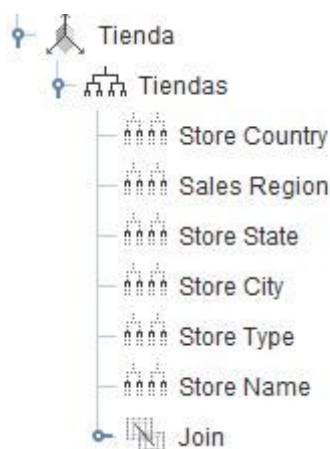 Tienda
Tiendas
Store Country
Sales Region
Store State
Store City
Store Type
Store Name
Join